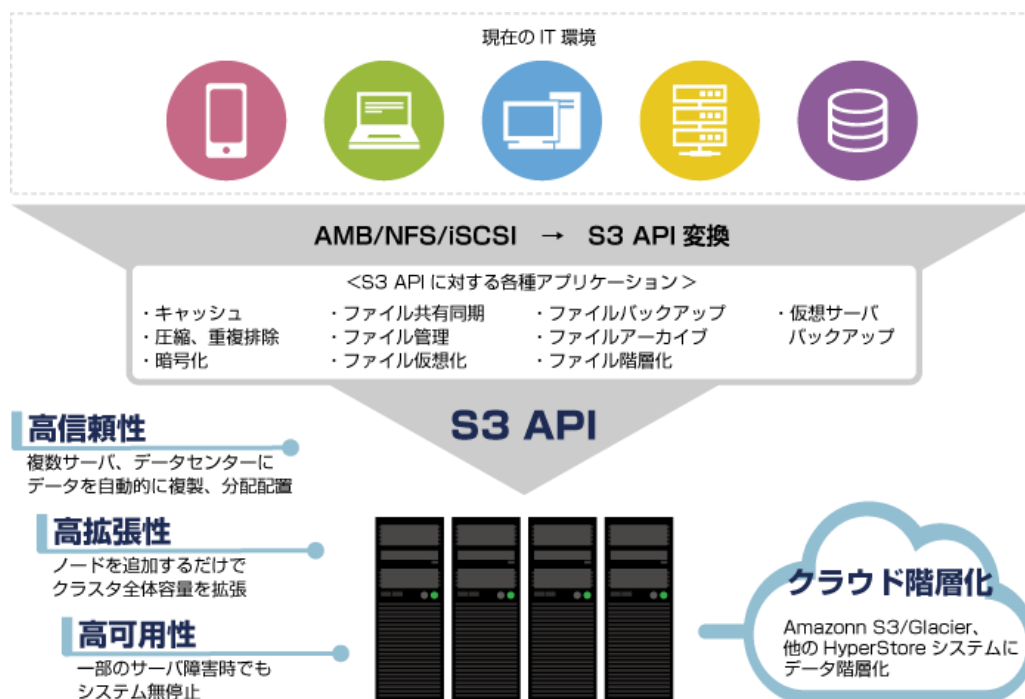 現在の IT 環境
AMB/NFS/iSCSI → S3 API 変換
＜S3 API に対する各種アプリケーション＞
・キャッシュ
・圧縮、重複排除
・暗号化
・ファイル共有同期
・ファイル管理
・ファイル仮想化
・ファイルバックアップ
・ファイルアーカイブ
・ファイル階層化
・仮想サーバ
バックアップ
S3 API
高信頼性
複数サーバ、データセンターに
データを自動的に複製、分配配置
高拡張性
ノードを追加するだけで
クラスタ全体容量を拡張
高可用性
一部のサーバ障害時でも
システム無停止
クラウド階層化
Amazonn S3/Glacier、
他の HyperStore システムに
データ階層化